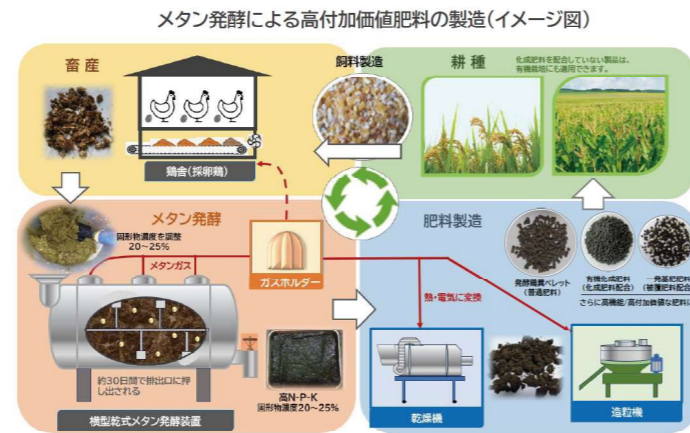 メタン発酵による高付加価値肥料の製造(イメージ図)
畜産
鶏舎(採卵鶏)
飼料製造
耕種
化成肥料を配合していない製品は、
有機栽培にも適用できます。
メタン発酵
固形物濃度を調整
20~25%
メタンガス
ガスホルダー
約30日間で排出口に押
し出される
横型乾式メタン発酵装置
高N-P-K
固形物濃度20~25%
肥料製造
発酵鶏糞ペレット
(普通肥料)
有機化成肥料
(化成肥料配合)
一発基肥肥料
(被覆肥料配合)
さらに高機能/高付加価値な肥料に
熱・電気に変換
乾燥機
造粒機